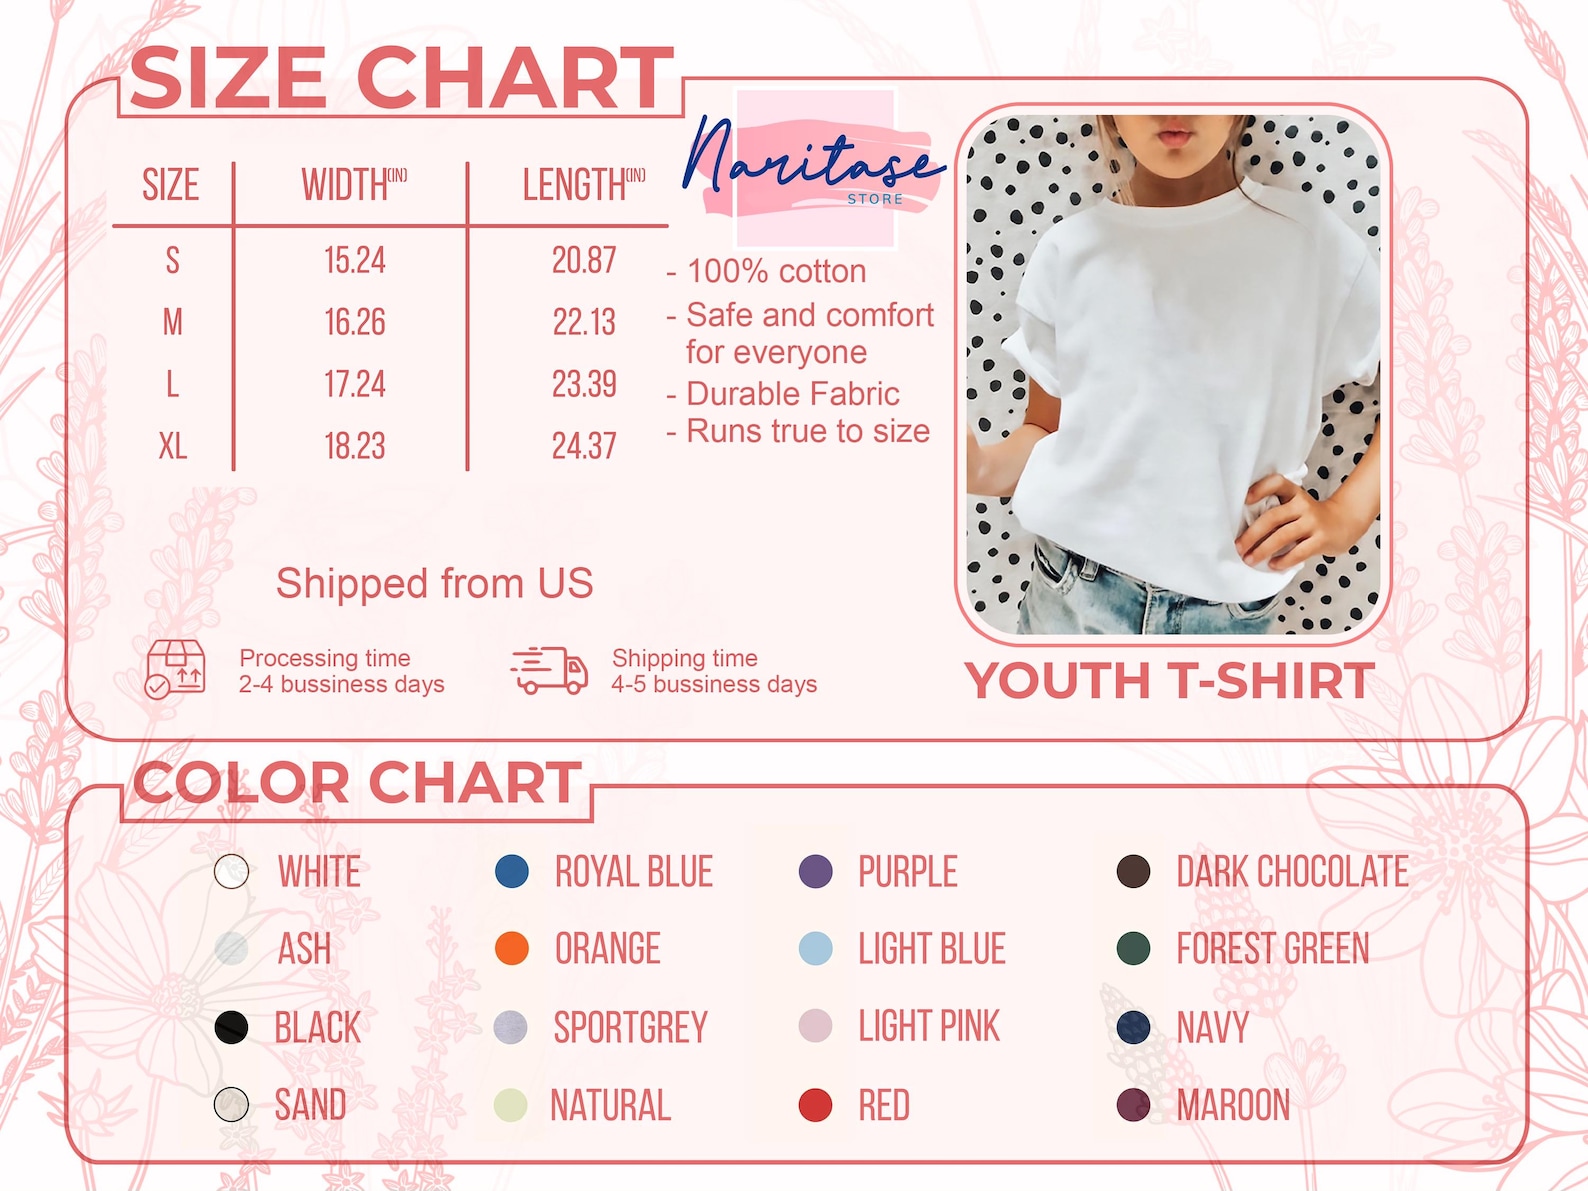 SIZE CHART
Naritase
STORE
SIZE WIDTH(IN) LENGTH(IN)
S 15.24 20.87
M 16.26 22.13
L 17.24 23.39
XL 18.23 24.37
- 100% cotton
- Safe and comfort
for everyone
- Durable Fabric
- Runs true to size
Shipped from US
Processing time
2-4 bussiness days
Shipping time
4-5 bussiness days
YOUTH T-SHIRT
COLOR CHART
WHITE ROYAL BLUE PURPLE DARK CHOCOLATE
ASH ORANGE LIGHT BLUE FOREST GREEN
BLACK SPORTGREY LIGHT PINK NAVY
SAND NATURAL RED MAROON